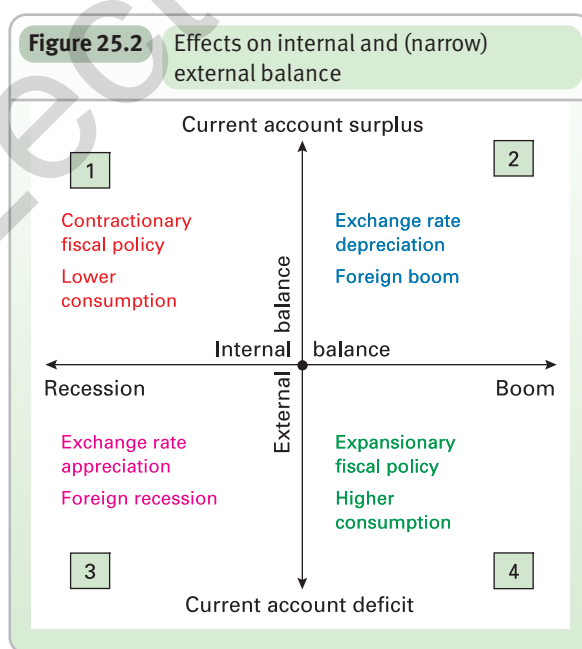 Figure 25.2 Effects on internal and (narrow)
external balance
Current account surplus
1
2
Contractionary
fiscal policy
Lower
consumption
Exchange rate
depreciation
Foreign boom
Internal balance
External balance
Recession
Boom
Exchange rate
appreciation
Foreign recession
Expansionary
fiscal policy
Higher
consumption
3
4
Current account deficit